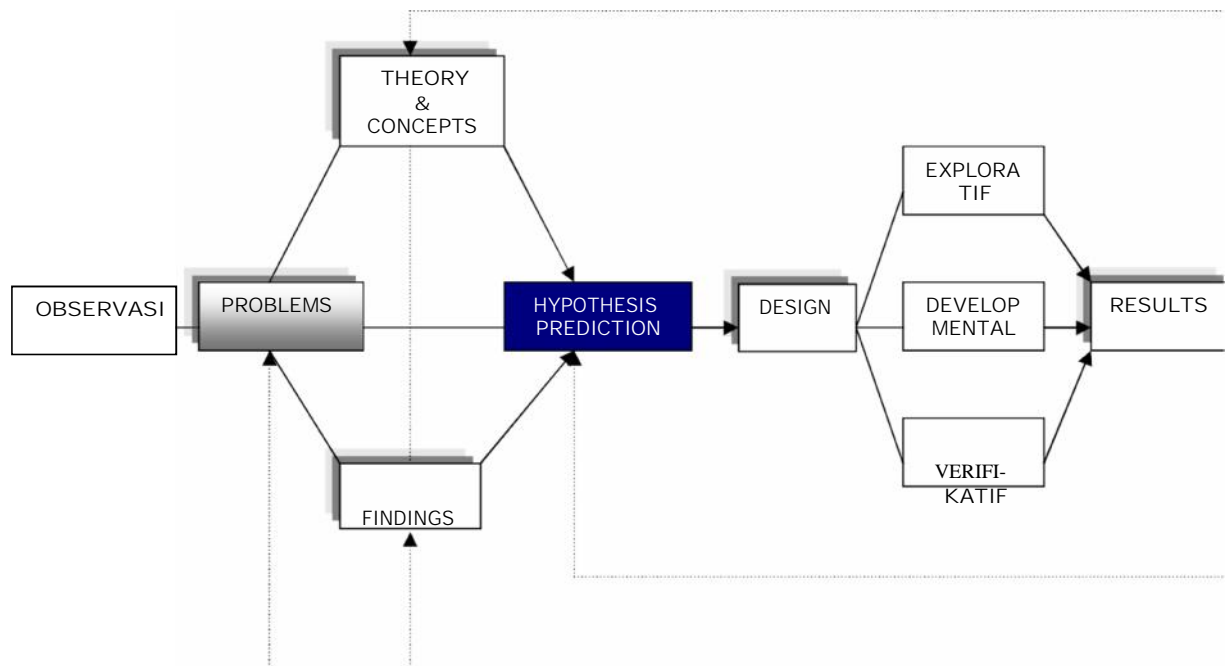 THEORY
&
CONCEPTS
EXPLORA
TIF
OBSERVASI
PROBLEMS
HYPOTHESIS
PREDICTION
DESIGN
DEVELOP
MENTAL
RESULTS
VERIFI-
KATIF
FINDINGS